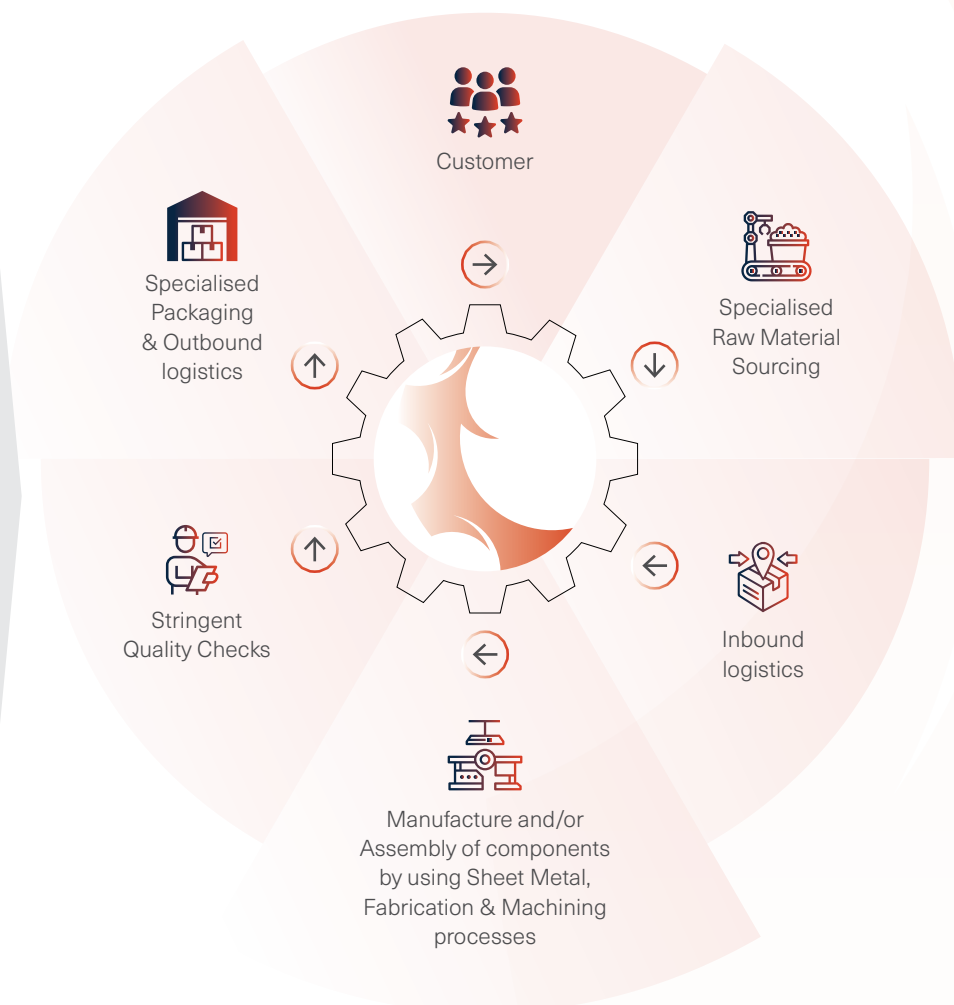 Customer
Specialised
Raw Material
Sourcing
Inbound
logistics
Manufacture and/or
Assembly of components
by using Sheet Metal,
Fabrication & Machining
processes
Stringent
Quality Checks
Specialised
Packaging
& Outbound
logistics